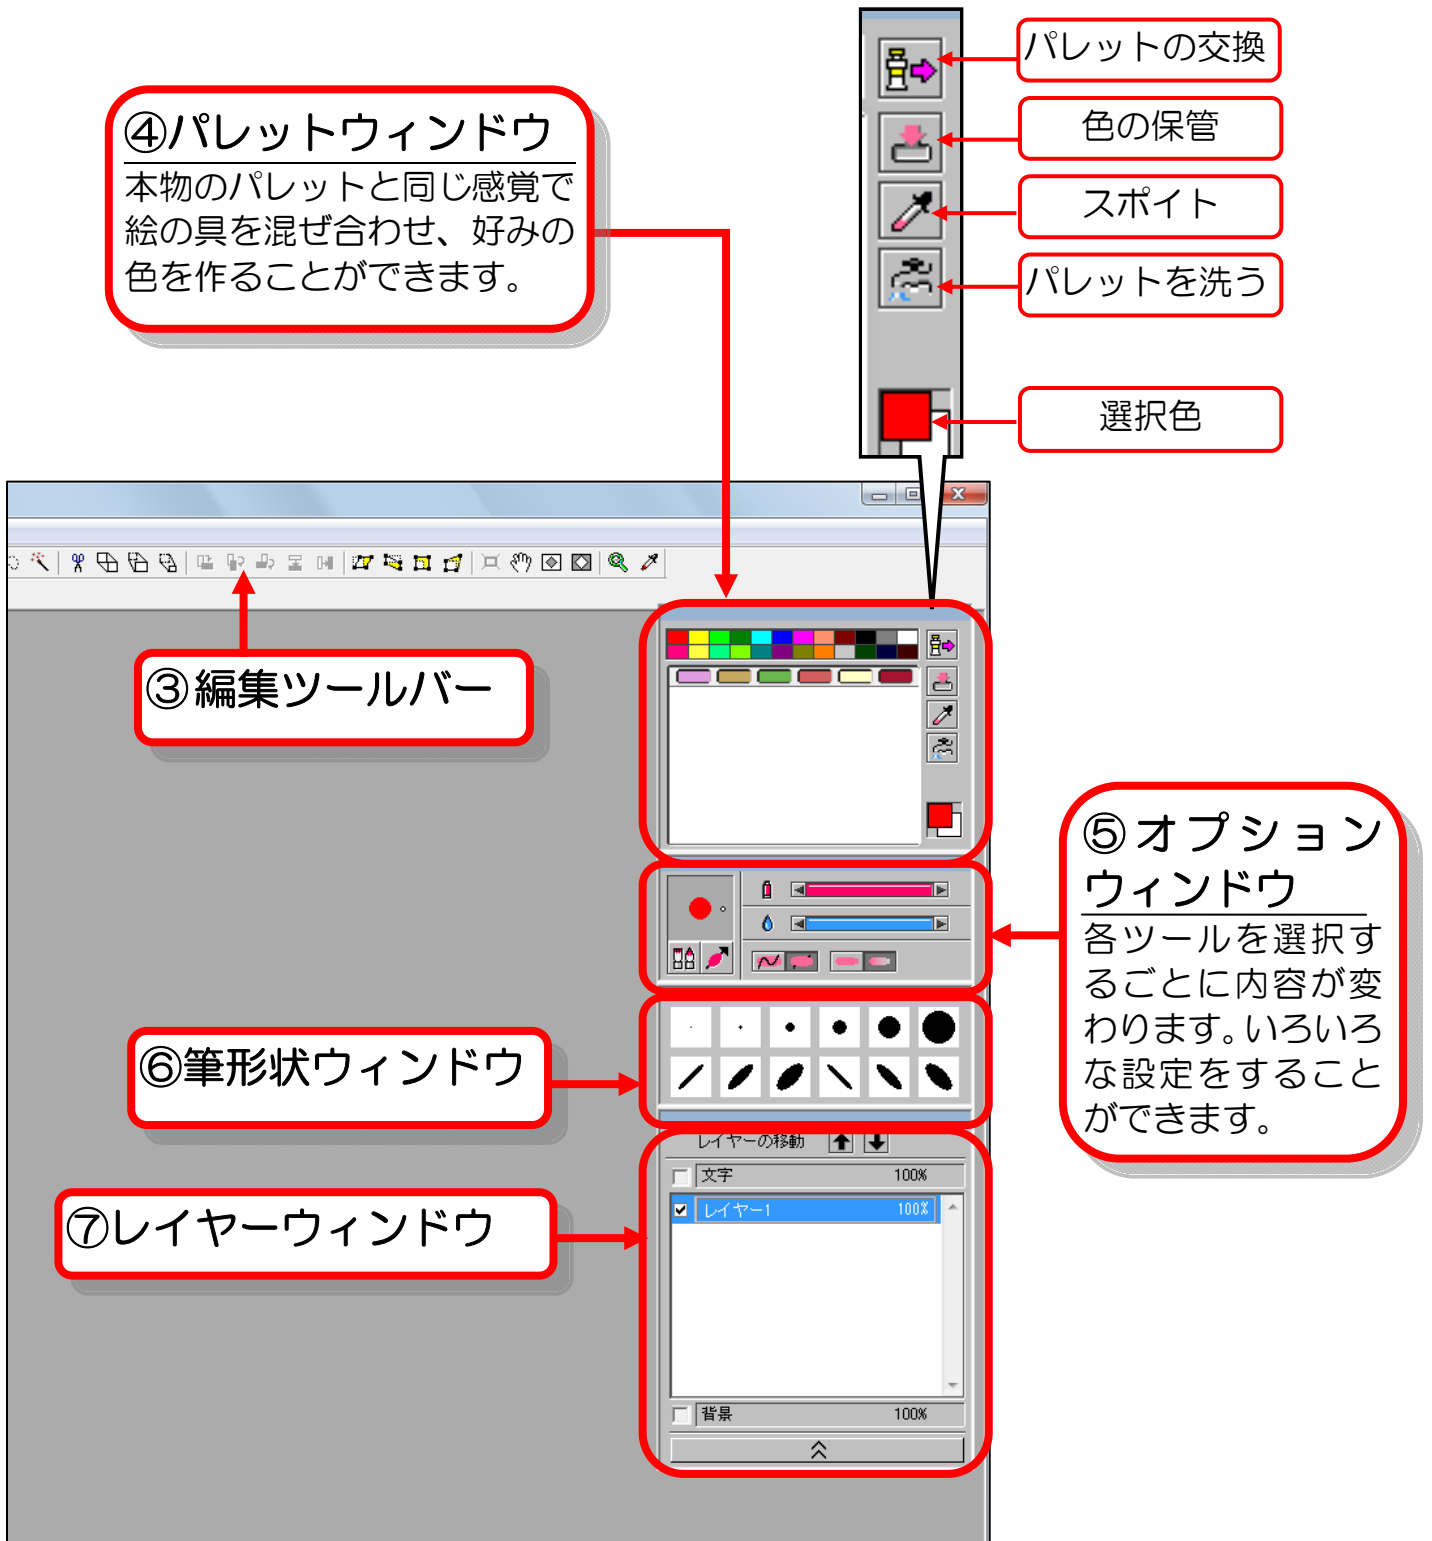 パレットの交換
色の保管
スポイト
パレットを洗う
選択色
④パレットウィンドウ
本物のパレットと同じ感覚で
絵の具を混ぜ合わせ、好みの
色を作ることができます。
③編集ツールバー
⑤オプション
ウィンドウ
各ツールを選択す
るごとに内容が変
わります。いろいろ
な設定をすること
ができます。
⑥筆形状ウィンドウ
⑦レイヤーウィンドウ
レイヤーの移動
文字 100%
レイヤー1 100%
背景 100%